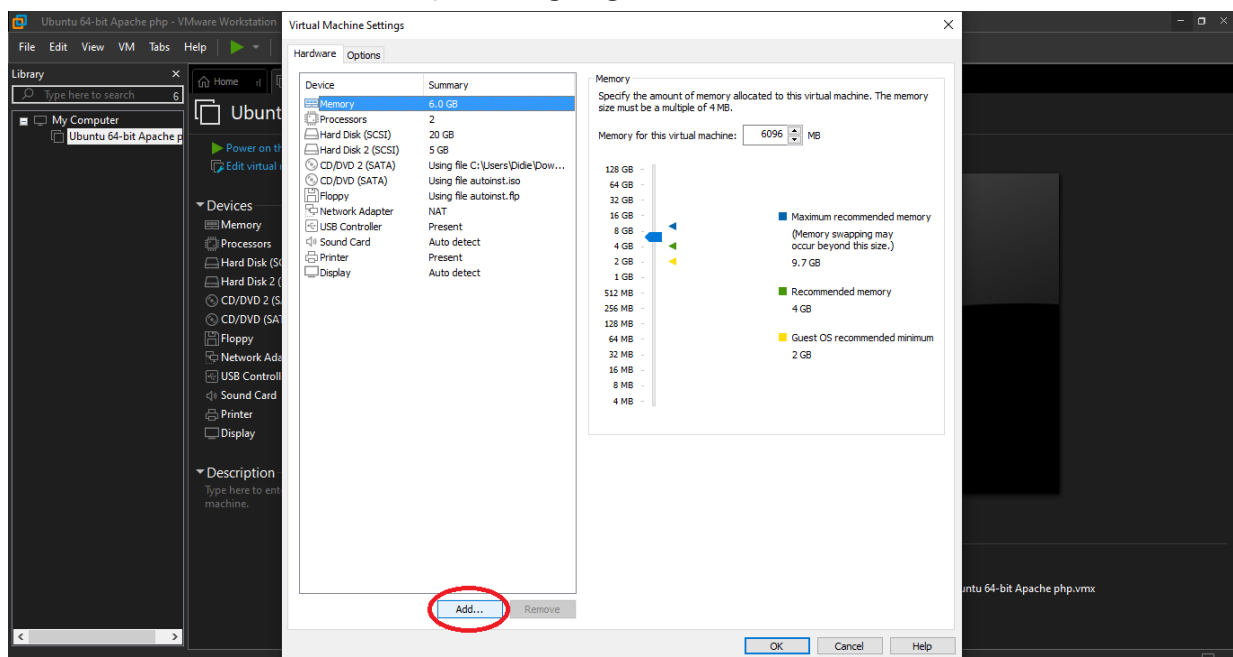 Ubuntu 64-bit Apache php - VMware Workstation
File Edit View VM Tabs Help
Library
Type here to search
My Computer
Ubuntu 64-bit Apache p
Home
Ubunt
Power on th
Edit virtual
Devices
Memory
Processors
Hard Disk (SC
Hard Disk 2 (
CD/DVD 2 (S
CD/DVD (SAT
Floppy
Network Ada
USB Controll
Sound Card
Printer
Display
Description
Type here to ent
machine.
Virtual Machine Settings
Hardware Options
Device Summary
Memory 6.0 GB
Processors 2
Hard Disk (SCSI) 20 GB
Hard Disk 2 (SCSI) 5 GB
CD/DVD 2 (SATA) Using file C:\Users\Didie\Dow...
CD/DVD (SATA) Using file autoinst.iso
Floppy Using file autoinst.flp
Network Adapter NAT
USB Controller Present
Sound Card Auto detect
Printer Present
Display Auto detect
Add... Remove
Memory
Specify the amount of memory allocated to this virtual machine. The memory
size must be a multiple of 4 MB.
Memory for this virtual machine: 6096 MB
128 GB
64 GB
32 GB
16 GB
8 GB
4 GB
2 GB
1 GB
512 MB
256 MB
128 MB
64 MB
32 MB
16 MB
8 MB
4 MB
Maximum recommended memory
(Memory swapping may
occur beyond this size.)
9.7 GB
Recommended memory
4 GB
Guest OS recommended minimum
2 GB
OK Cancel Help
untu 64-bit Apache php.vmx